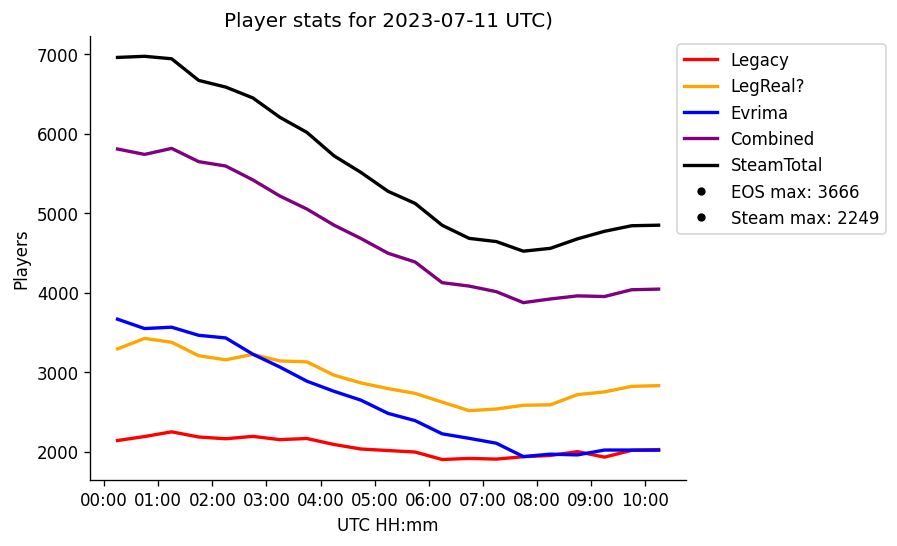 Player stats for 2023-07-11 UTC)
7000
6000
5000
4000
3000
2000
Players
00:00 01:00 02:00 03:00 04:00 05:00 06:00 07:00 08:00 09:00 10:00
UTC HH:mm
Legacy
LegReal?
Evrima
Combined
SteamTotal
EOS max: 3666
Steam max: 2249